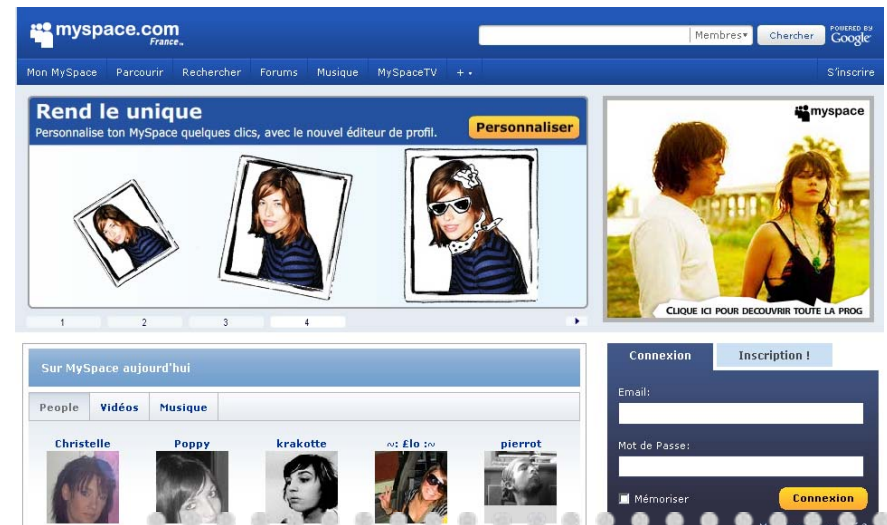 myspace.com
France
Membres
Chercher
POWERED BY
Google
Mon MySpace Parcourir Rechercher Forums Musique MySpaceTV +
S'inscrire
Rend le unique
Personnalise ton MySpace quelques clics, avec le nouvel éditeur de profil.
Personnaliser
myspace
CLIQUE ICI POUR DECOUVRIR TOUTE LA PROG
1 2 3 4
Sur MySpace aujourd'hui
People Vidéos Musique
Christelle Poppy krakotte ~: £lo :~ pierrot
Connexion Inscription !
Email:
Mot de Passe:
Mémoriser
Connexion